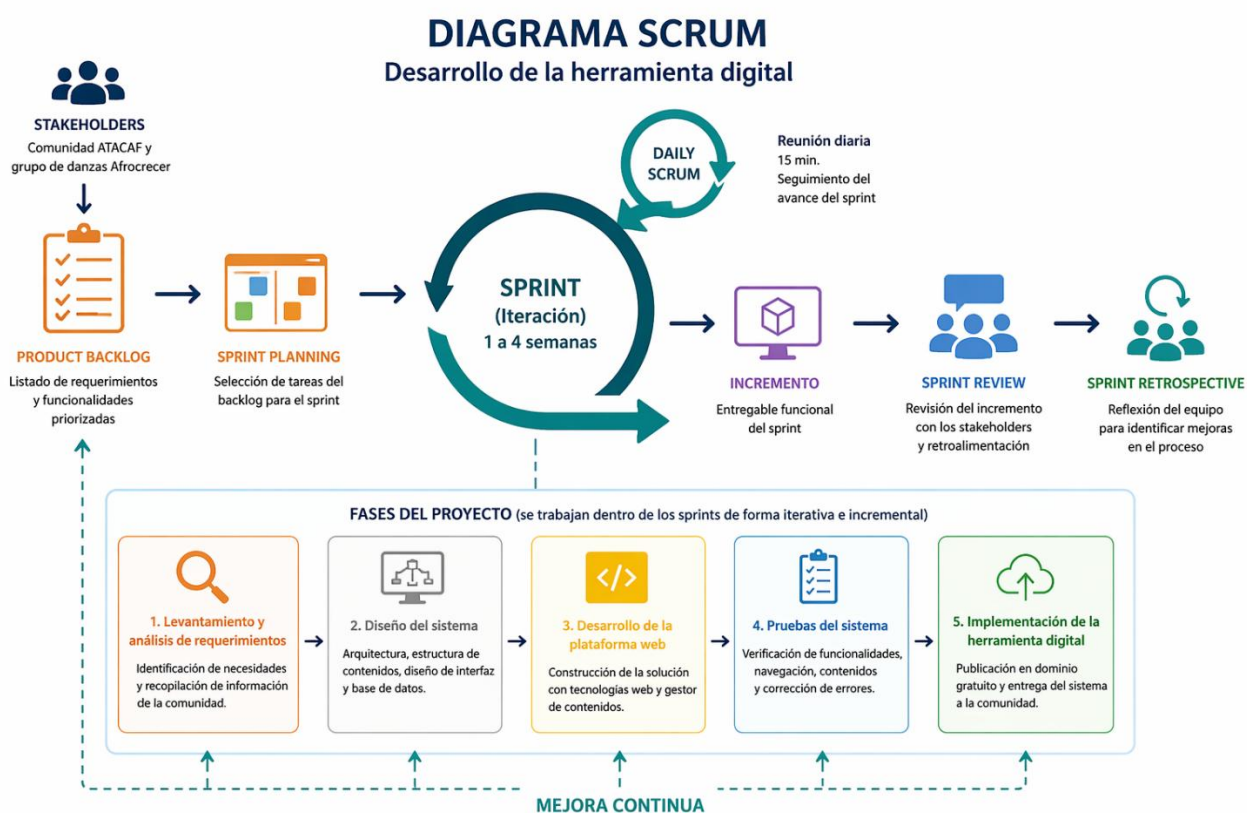 DIAGRAMA SCRUM
Desarrollo de la herramienta digital
STAKEHOLDERS
Comunidad ATACAF y
grupo de danzas Afrocrecer
DAILY
SCRUM
Reunión diaria
15 min.
Seguimiento del
avance del sprint
SPRINT
(Iteración)
1 a 4 semanas
PRODUCT BACKLOG
Listado de requerimientos
y funcionalidades
priorizadas
SPRINT PLANNING
Selección de tareas del
backlog para el sprint
INCREMENTO
Entregable funcional
del sprint
SPRINT REVIEW
Revisión del incremento
con los stakeholders
y retroalimentación
SPRINT RETROSPECTIVE
Reflexión del equipo
para identificar mejoras
en el proceso
FASES DEL PROYECTO (se trabajan dentro de los sprints de forma iterativa e incremental)
1. Levantamiento y
análisis de requerimientos
Identificación de necesidades
y recopilación de información
de la comunidad.
2. Diseño del sistema
Arquitectura, estructura de
contenidos, diseño de interfaz
y base de datos.
</>
3. Desarrollo de la
plataforma web
Construcción de la solución
con tecnologías web y gestor
de contenidos.
4. Pruebas del sistema
Verificación de funcionalidades,
navegación, contenidos
y corrección de errores.
5. Implementación de la
herramienta digital
Publicación en dominio
gratuito y entrega del sistema
a la comunidad.
MEJORA CONTINUA